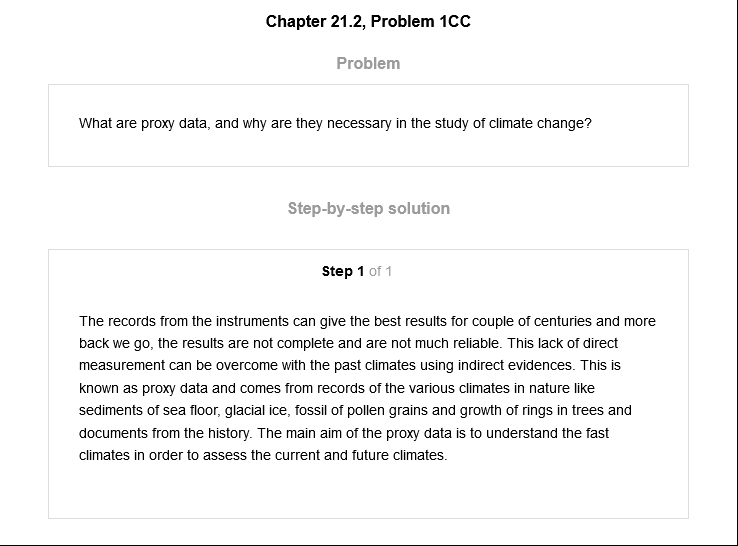 Chapter 21.2, Problem 1CC
Problem
What are proxy data, and why are they necessary in the study of climate change?
Step-by-step solution
Step 1 of 1
The records from the instruments can give the best results for couple of centuries and more
back we go, the results are not complete and are not much reliable. This lack of direct
measurement can be overcome with the past climates using indirect evidences. This is
known as proxy data and comes from records of the various climates in nature like
sediments of sea floor, glacial ice, fossil of pollen grains and growth of rings in trees and
documents from the history. The main aim of the proxy data is to understand the fast
climates in order to assess the current and future climates.